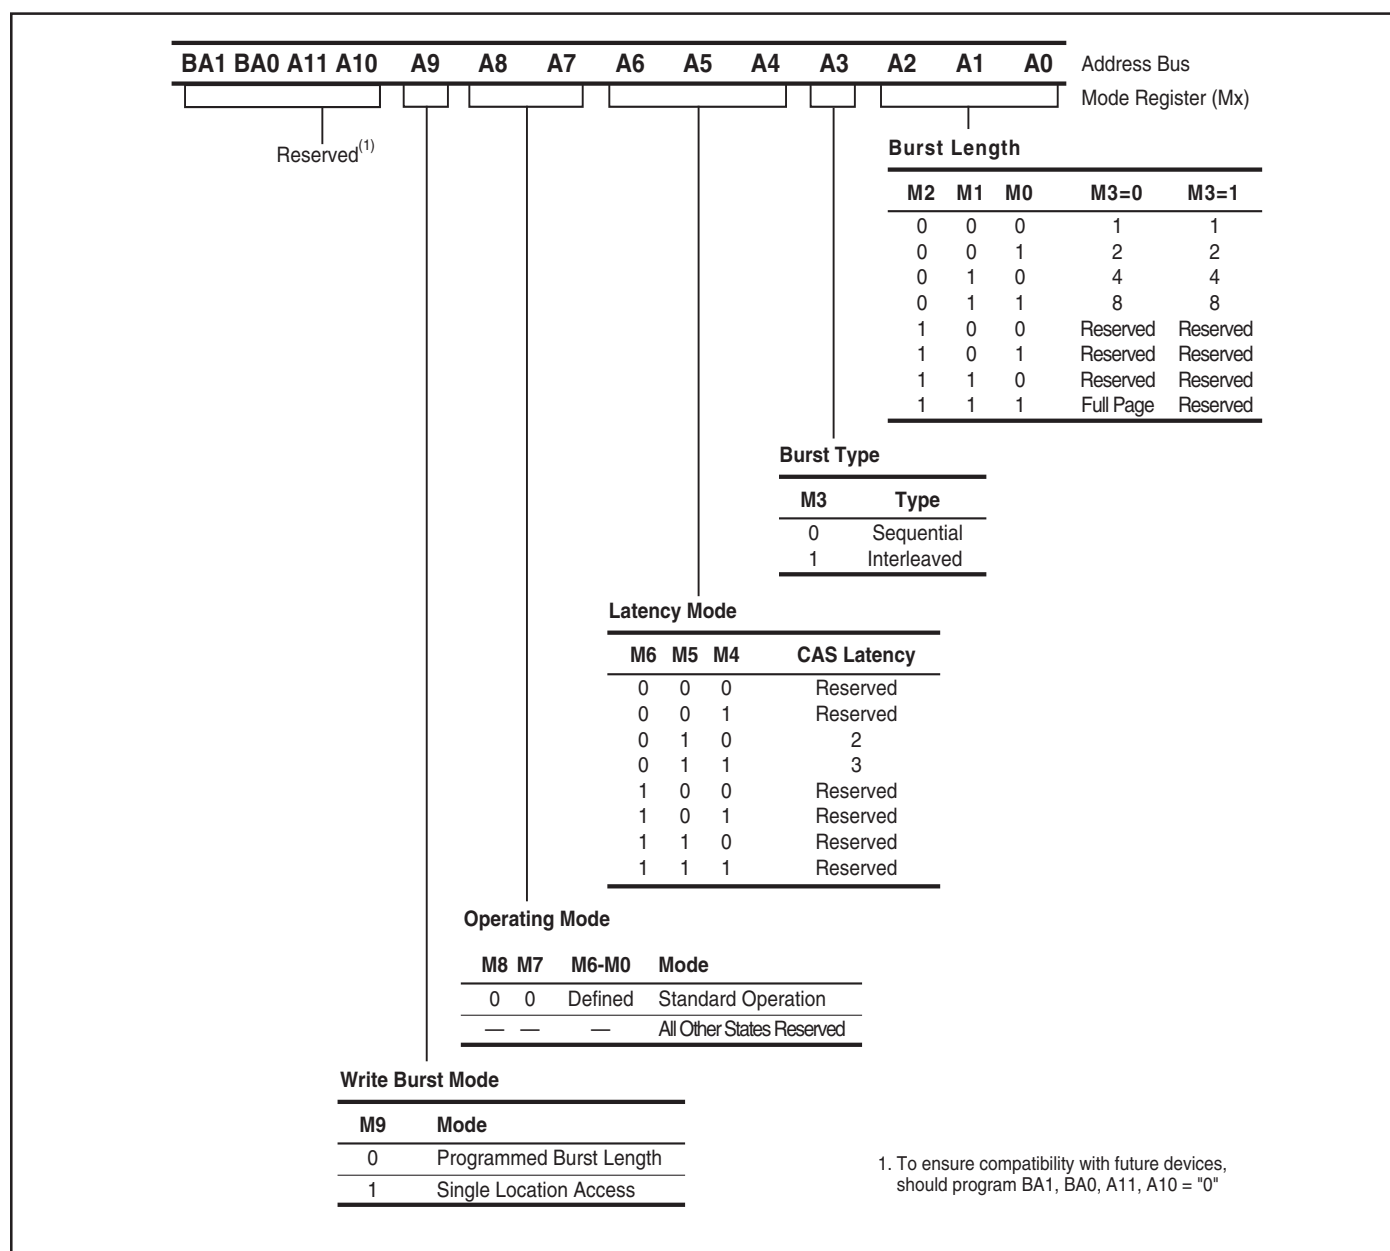 BA1 BA0 A11 A10 A9 A8 A7 A6 A5 A4 A3 A2 A1 A0 Address Bus
Mode Register (Mx)
Reserved(1)
Burst Length
M2 M1 M0 M3=0 M3=1
0 0 0 1 1
0 0 1 2 2
0 1 0 4 4
0 1 1 8 8
1 0 0 Reserved Reserved
1 0 1 Reserved Reserved
1 1 0 Reserved Reserved
1 1 1 Full Page Reserved
Burst Type
M3 Type
0 Sequential
1 Interleaved
Latency Mode
M6 M5 M4 CAS Latency
0 0 0 Reserved
0 0 1 Reserved
0 1 0 2
0 1 1 3
1 0 0 Reserved
1 0 1 Reserved
1 1 0 Reserved
1 1 1 Reserved
Operating Mode
M8 M7 M6-M0 Mode
0 0 Defined Standard Operation
— — — All Other States Reserved
Write Burst Mode
M9 Mode
0 Programmed Burst Length
1 Single Location Access
1. To ensure compatibility with future devices,
should program BA1, BA0, A11, A10 = "0"